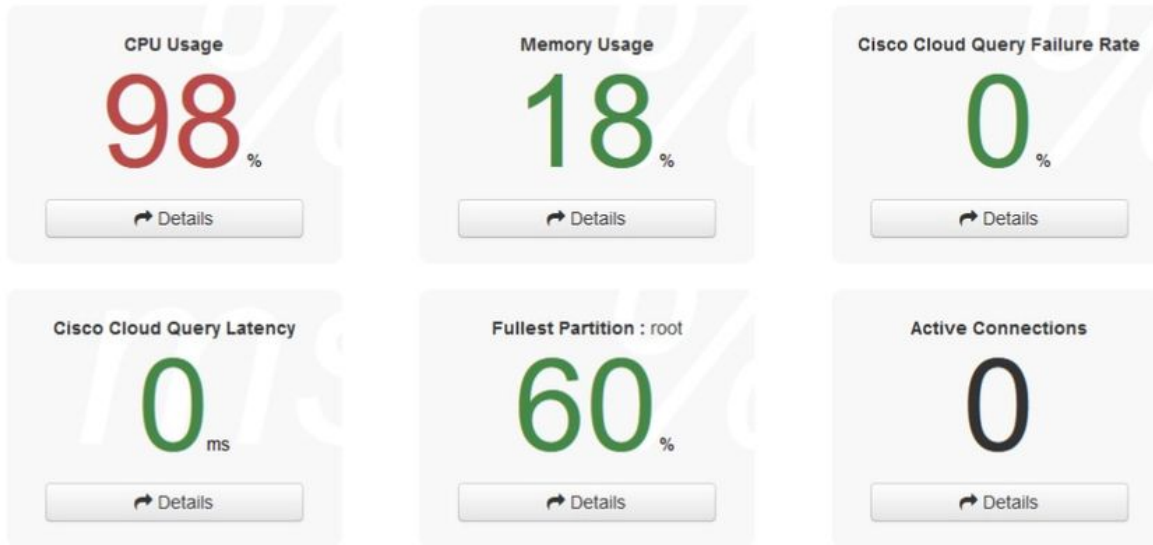 CPU Usage
98 %
Details
Memory Usage
18 %
Details
Cisco Cloud Query Failure Rate
0 %
Details
Cisco Cloud Query Latency
0 ms
Details
Fullest Partition : root
60 %
Details
Active Connections
0
Details